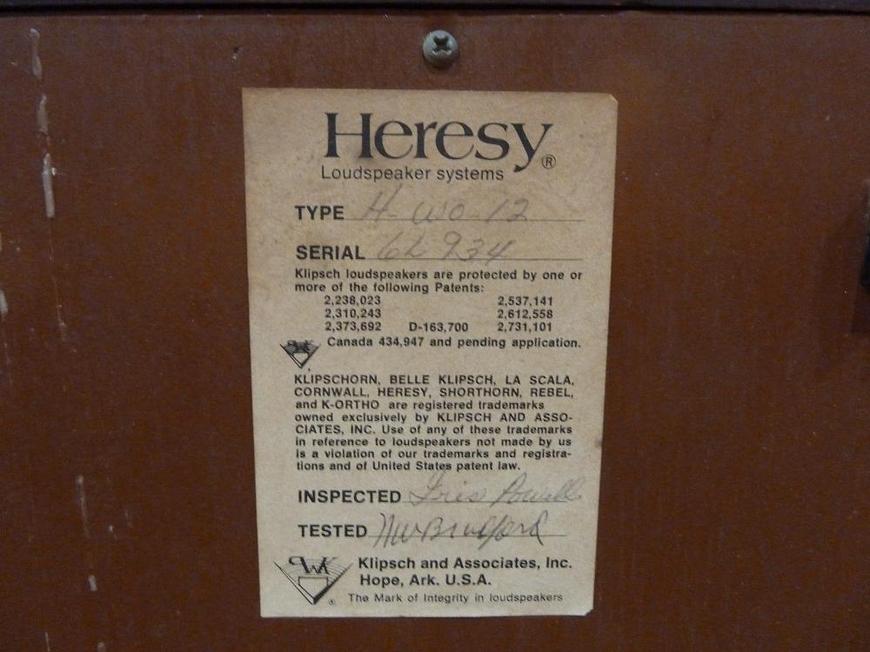 Heresy®
Loudspeaker systems
TYPE H-WO-12
SERIAL 6L 934
Klipsch loudspeakers are protected by one or
more of the following Patents:
2,238,023 2,537,141
2,310,243 2,612,558
2,373,692 D-163,700 2,731,101
Canada 434,947 and pending application.
KLIPSCHORN, BELLE KLIPSCH, LA SCALA,
CORNWALL, HERESY, SHORTHORN, REBEL,
and K-ORTHO are registered trademarks
owned exclusively by KLIPSCH AND ASSO-
CIATES, INC. Use of any of these trademarks
in reference to loudspeakers not made by us
is a violation of our trademarks and registra-
tions and of United States patent law.
INSPECTED Powell
TESTED Bradford
PWK Klipsch and Associates, Inc.
Hope, Ark. U.S.A.
® The Mark of Integrity in loudspeakers